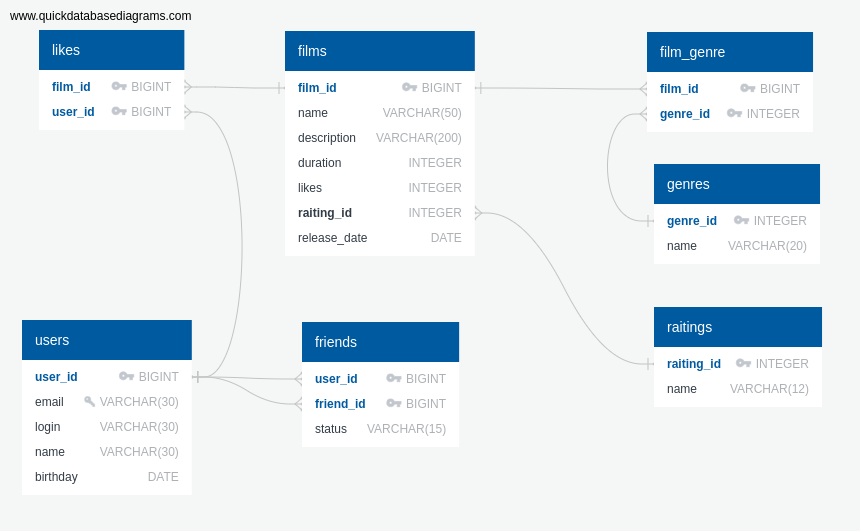 www.quickdatabasediagrams.com
likes
film_id BIGINT
user_id BIGINT
films
film_id BIGINT
name VARCHAR(50)
description VARCHAR(200)
duration INTEGER
likes INTEGER
raiting_id INTEGER
release_date DATE
film_genre
film_id BIGINT
genre_id INTEGER
genres
genre_id INTEGER
name VARCHAR(20)
users
user_id BIGINT
email VARCHAR(30)
login VARCHAR(30)
name VARCHAR(30)
birthday DATE
friends
user_id BIGINT
friend_id BIGINT
status VARCHAR(15)
raitings
raiting_id INTEGER
name VARCHAR(12)